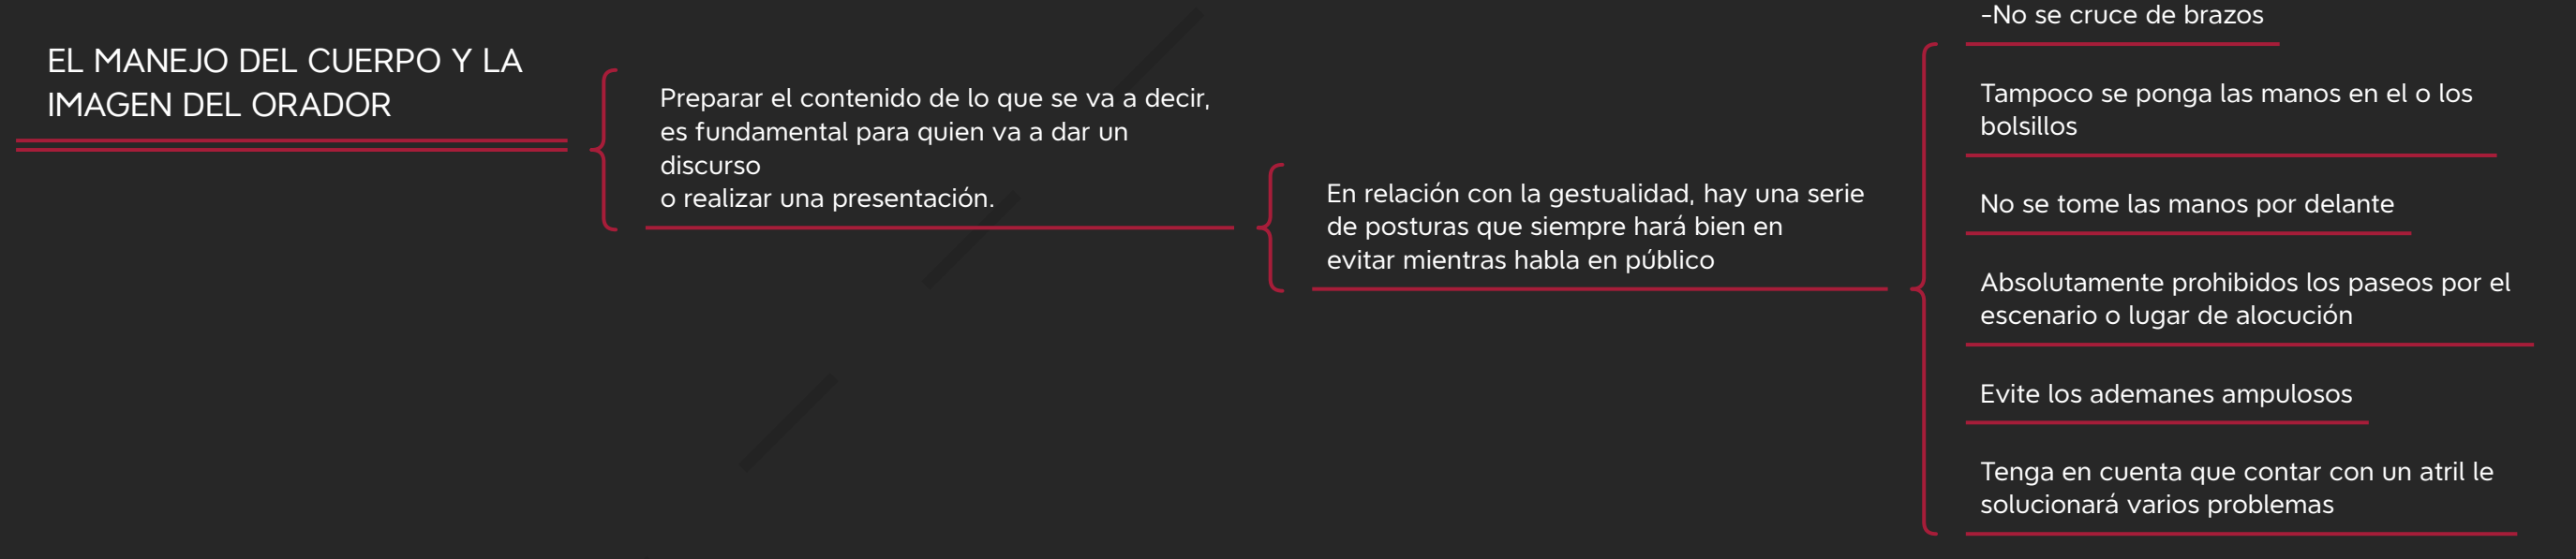 EL MANEJO DEL CUERPO Y LA
IMAGEN DEL ORADOR
Preparar el contenido de lo que se va a decir,
es fundamental para quien va a dar un
discurso
o realizar una presentación.
En relación con la gestualidad, hay una serie
de posturas que siempre hará bien en
evitar mientras habla en público
-No se cruce de brazos
Tampoco se ponga las manos en el o los
bolsillos
No se tome las manos por delante
Absolutamente prohibidos los paseos por el
escenario o lugar de alocución
Evite los ademanes ampulosos
Tenga en cuenta que contar con un atril le
solucionará varios problemas